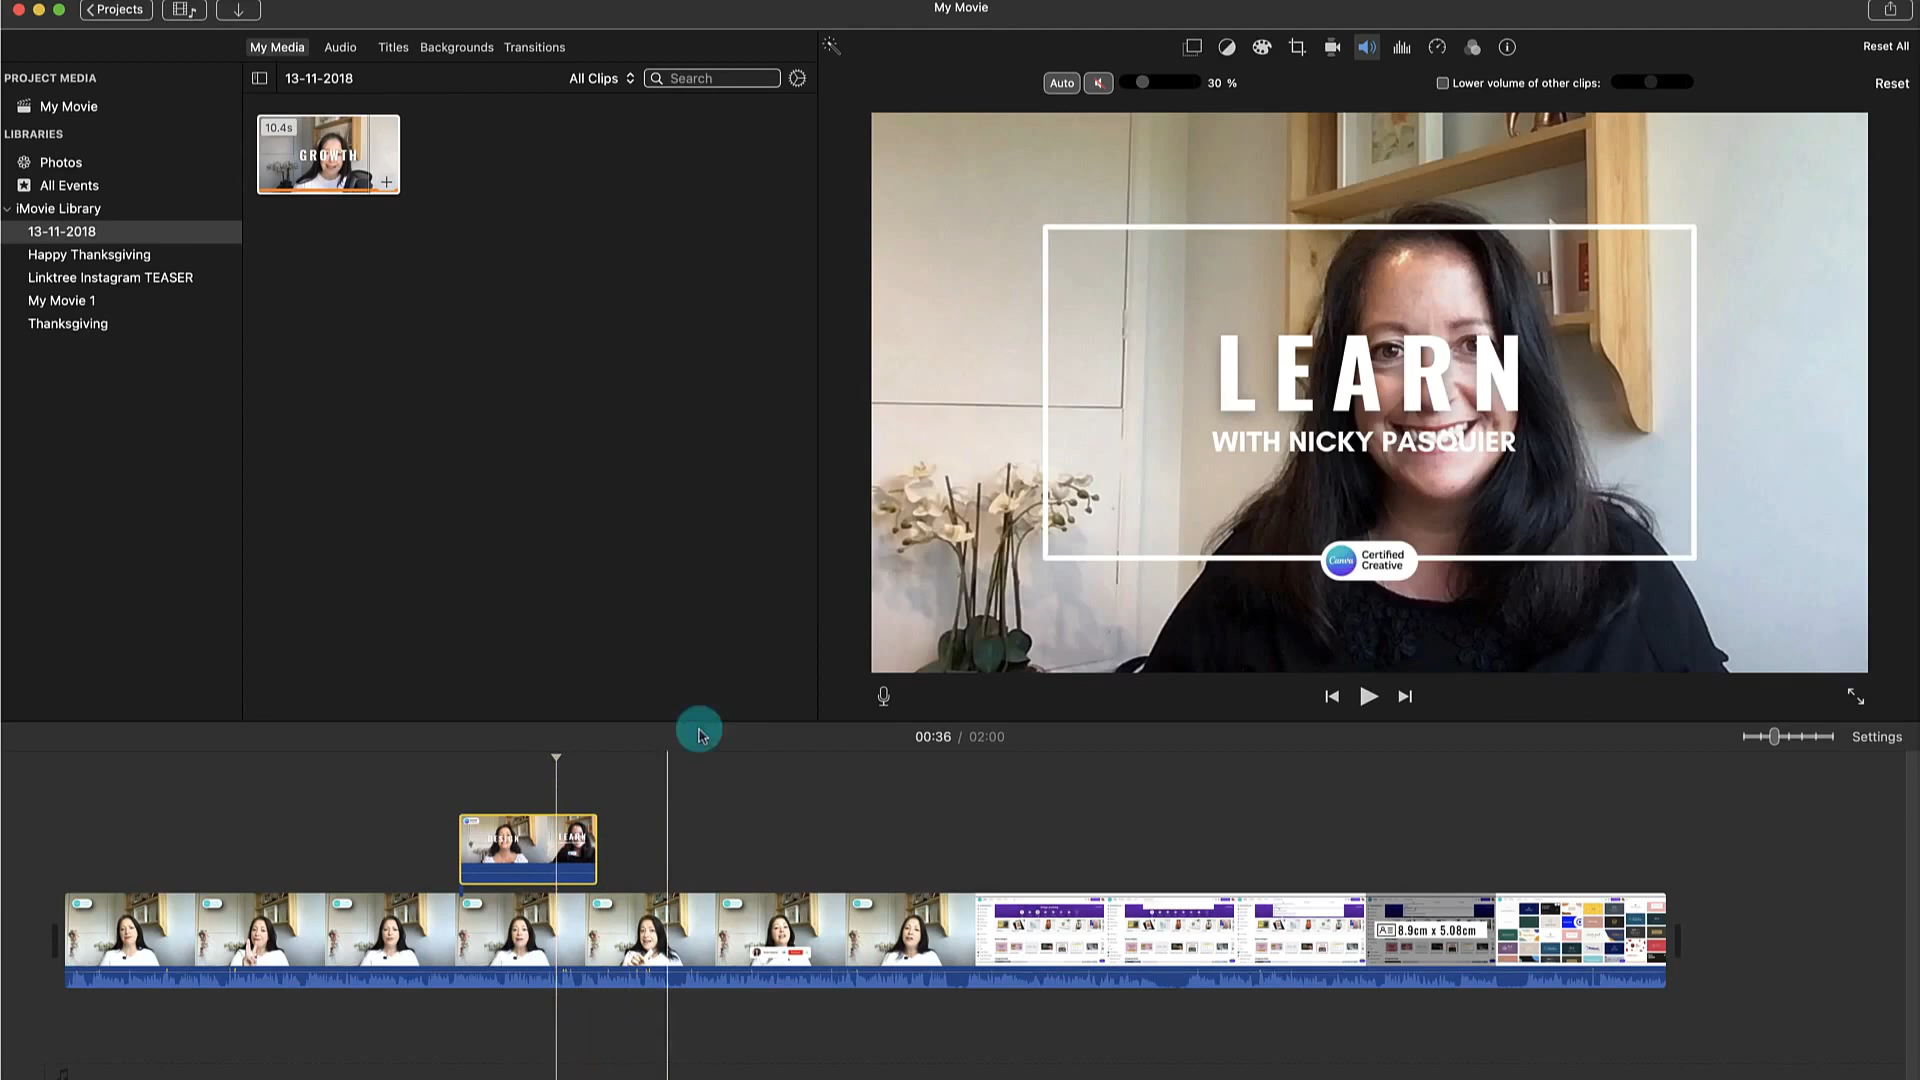 Projects
My Movie
My Media
Audio
Titles
Backgrounds
Transitions
Reset All
PROJECT MEDIA
My Movie
LIBRARIES
Photos
All Events
iMovie Library
13-11-2018
Happy Thanksgiving
Linktree Instagram TEASER
My Movie 1
Thanksgiving
13-11-2018
All Clips
Search
10.4s
GROWTH
Auto
30 %
Lower volume of other clips:
Reset
LEARN
WITH NICKY PASQUIER
Canva
Certified
Creative
00:36 / 02:00
Settings
DESIGN
LEARN
8.9cm x 5.08cm